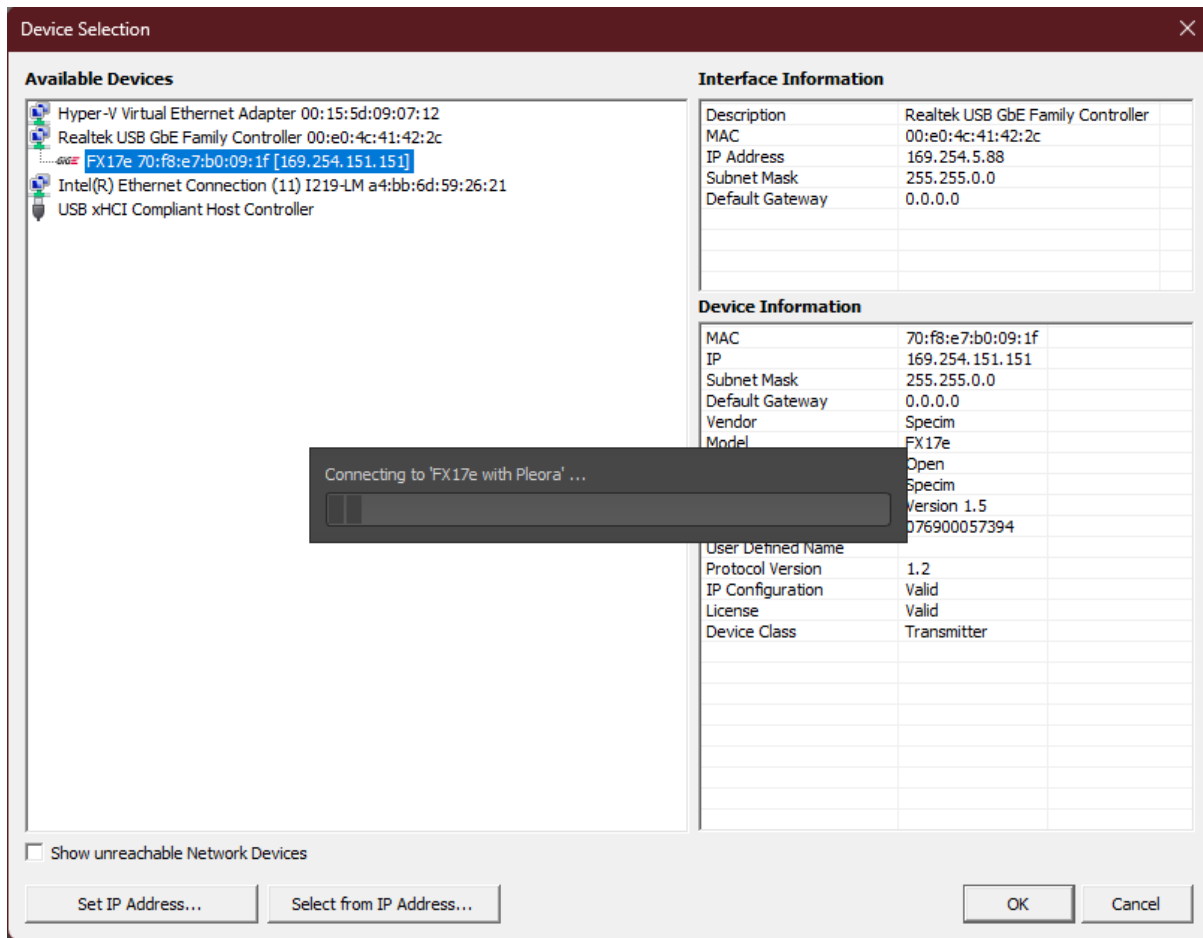 Device Selection
Available Devices
Hyper-V Virtual Ethernet Adapter 00:15:5d:09:07:12
Realtek USB GbE Family Controller 00:e0:4c:41:42:2c
GIGE FX17e 70:f8:e7:b0:09:1f [169.254.151.151]
Intel(R) Ethernet Connection (11) I219-LM a4:bb:6d:59:26:21
USB xHCI Compliant Host Controller
Interface Information
Description Realtek USB GbE Family Controller
MAC 00:e0:4c:41:42:2c
IP Address 169.254.5.88
Subnet Mask 255.255.0.0
Default Gateway 0.0.0.0
Device Information
MAC 70:f8:e7:b0:09:1f
IP 169.254.151.151
Subnet Mask 255.255.0.0
Default Gateway 0.0.0.0
Vendor Specim
Model FX17e
Open
Specim
Version 1.5
076900057394
User Defined Name
Protocol Version 1.2
IP Configuration Valid
License Valid
Device Class Transmitter
Connecting to 'FX17e with Pleora' ...
Show unreachable Network Devices
Set IP Address...
Select from IP Address...
OK
Cancel